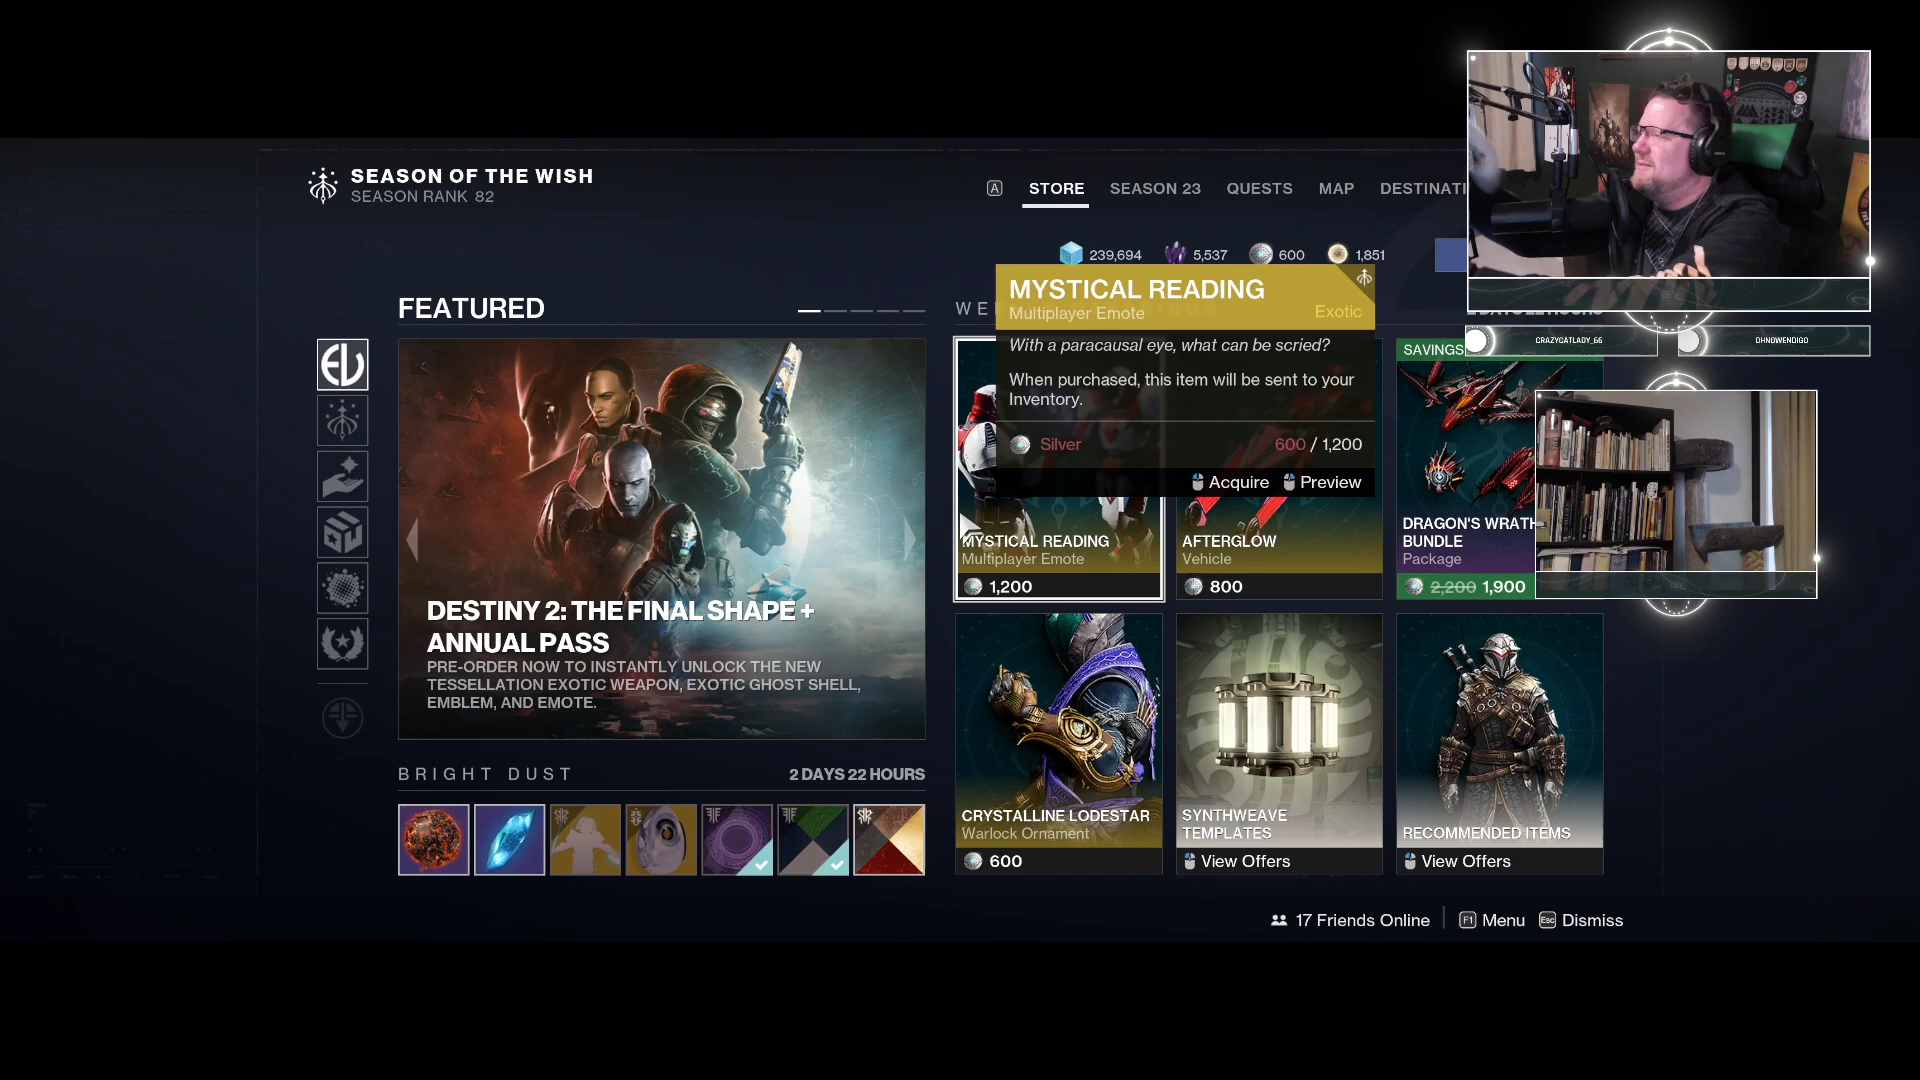 SEASON OF THE WISH
SEASON RANK 82
A STORE SEASON 23 QUESTS MAP
239,694 5,537 600 1,851
FEATURED
MYSTICAL READING
Multiplayer Emote
Exotic
With a paracausal eye, what can be scried?
When purchased, this item will be sent to your
Inventory.
Silver 600 / 1,200
Acquire Preview
CRAZYCATLADY_66
OHNOWENDIGO
SAVINGS
MYSTICAL READING
Multiplayer Emote
1,200
AFTERGLOW
Vehicle
800
DRAGON'S WRATH
BUNDLE
Package
2,200 1,900
DESTINY 2: THE FINAL SHAPE +
ANNUAL PASS
PRE-ORDER NOW TO INSTANTLY UNLOCK THE NEW
TESSELLATION EXOTIC WEAPON, EXOTIC GHOST SHELL,
EMBLEM, AND EMOTE.
CRYSTALLINE LODESTAR
Warlock Ornament
600
SYNTHWEAVE
TEMPLATES
View Offers
RECOMMENDED ITEMS
View Offers
BRIGHT DUST
2 DAYS 22 HOURS
17 Friends Online
F1 Menu
Esc Dismiss